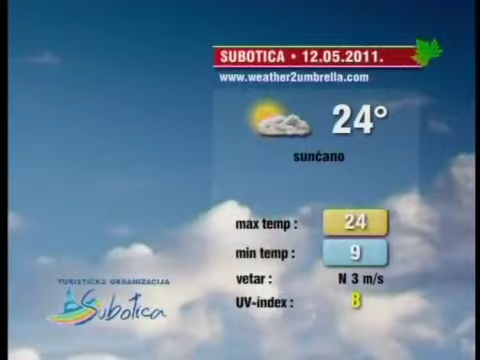 SUBOTICA • 12.05.2011.
www.weather2umbrella.com
24°
sunčano
max temp : 24
min temp : 9
vetar : N 3 m/s
UV-index : 8
TURISTIČKA ORGANIZACIJA
Subotica